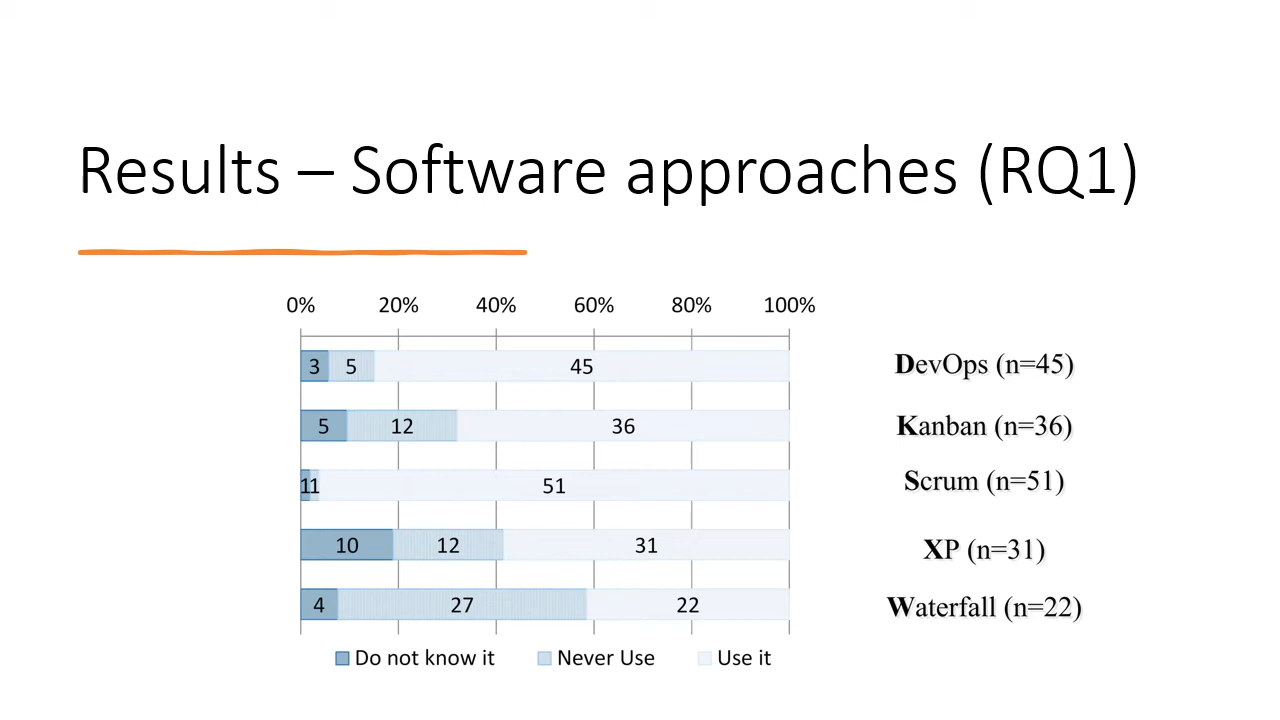 Results – Software approaches (RQ1)
0% 20% 40% 60% 80% 100%
3 5 45 DevOps (n=45)
5 12 36 Kanban (n=36)
1 1 51 Scrum (n=51)
10 12 31 XP (n=31)
4 27 22 Waterfall (n=22)
Do not know it Never Use Use it